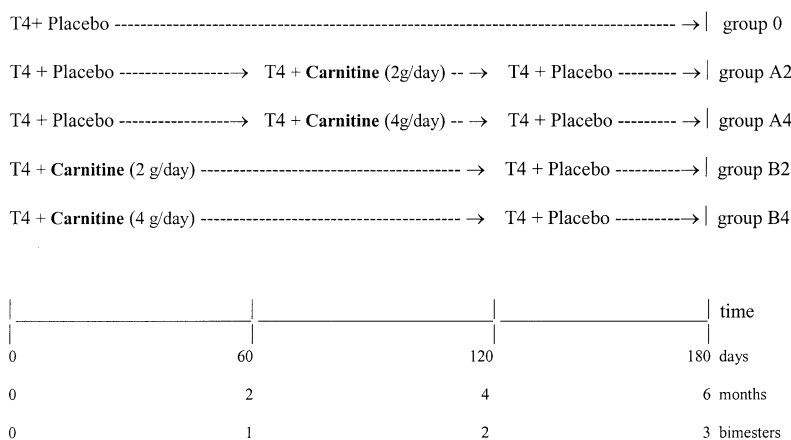 T4+ Placebo ------------------------------------------------→| group 0
T4 + Placebo ----------------→ T4 + Carnitine (2g/day) -- → T4 + Placebo ---------→| group A2
T4 + Placebo ----------------→ T4 + Carnitine (4g/day) -- → T4 + Placebo ---------→| group A4
T4 + Carnitine (2 g/day) -------------------------------- → T4 + Placebo ----------→| group B2
T4 + Carnitine (4 g/day) -------------------------------- → T4 + Placebo ----------→| group B4
time
0 60 120 180 days
0 2 4 6 months
0 1 2 3 bimesters